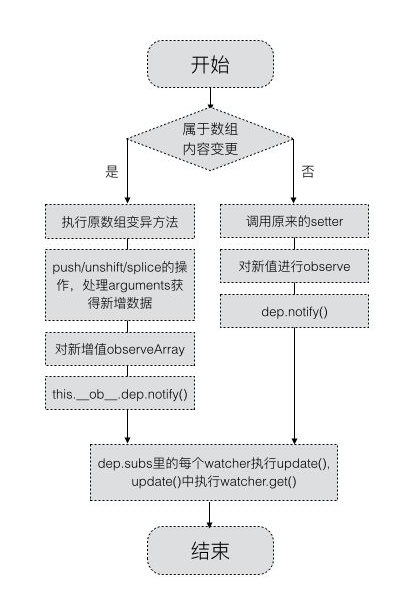 开始
属于数组
内容变更
是
否
执行原数组变异方法
push/unshift/splice的操
作，处理arguments获
得新增数据
对新增值observeArray
this.__ob__.dep.notify()
调用原来的setter
对新值进行observe
dep.notify()
dep.subs里的每个watcher执行update(),
update()中执行watcher.get()
结束